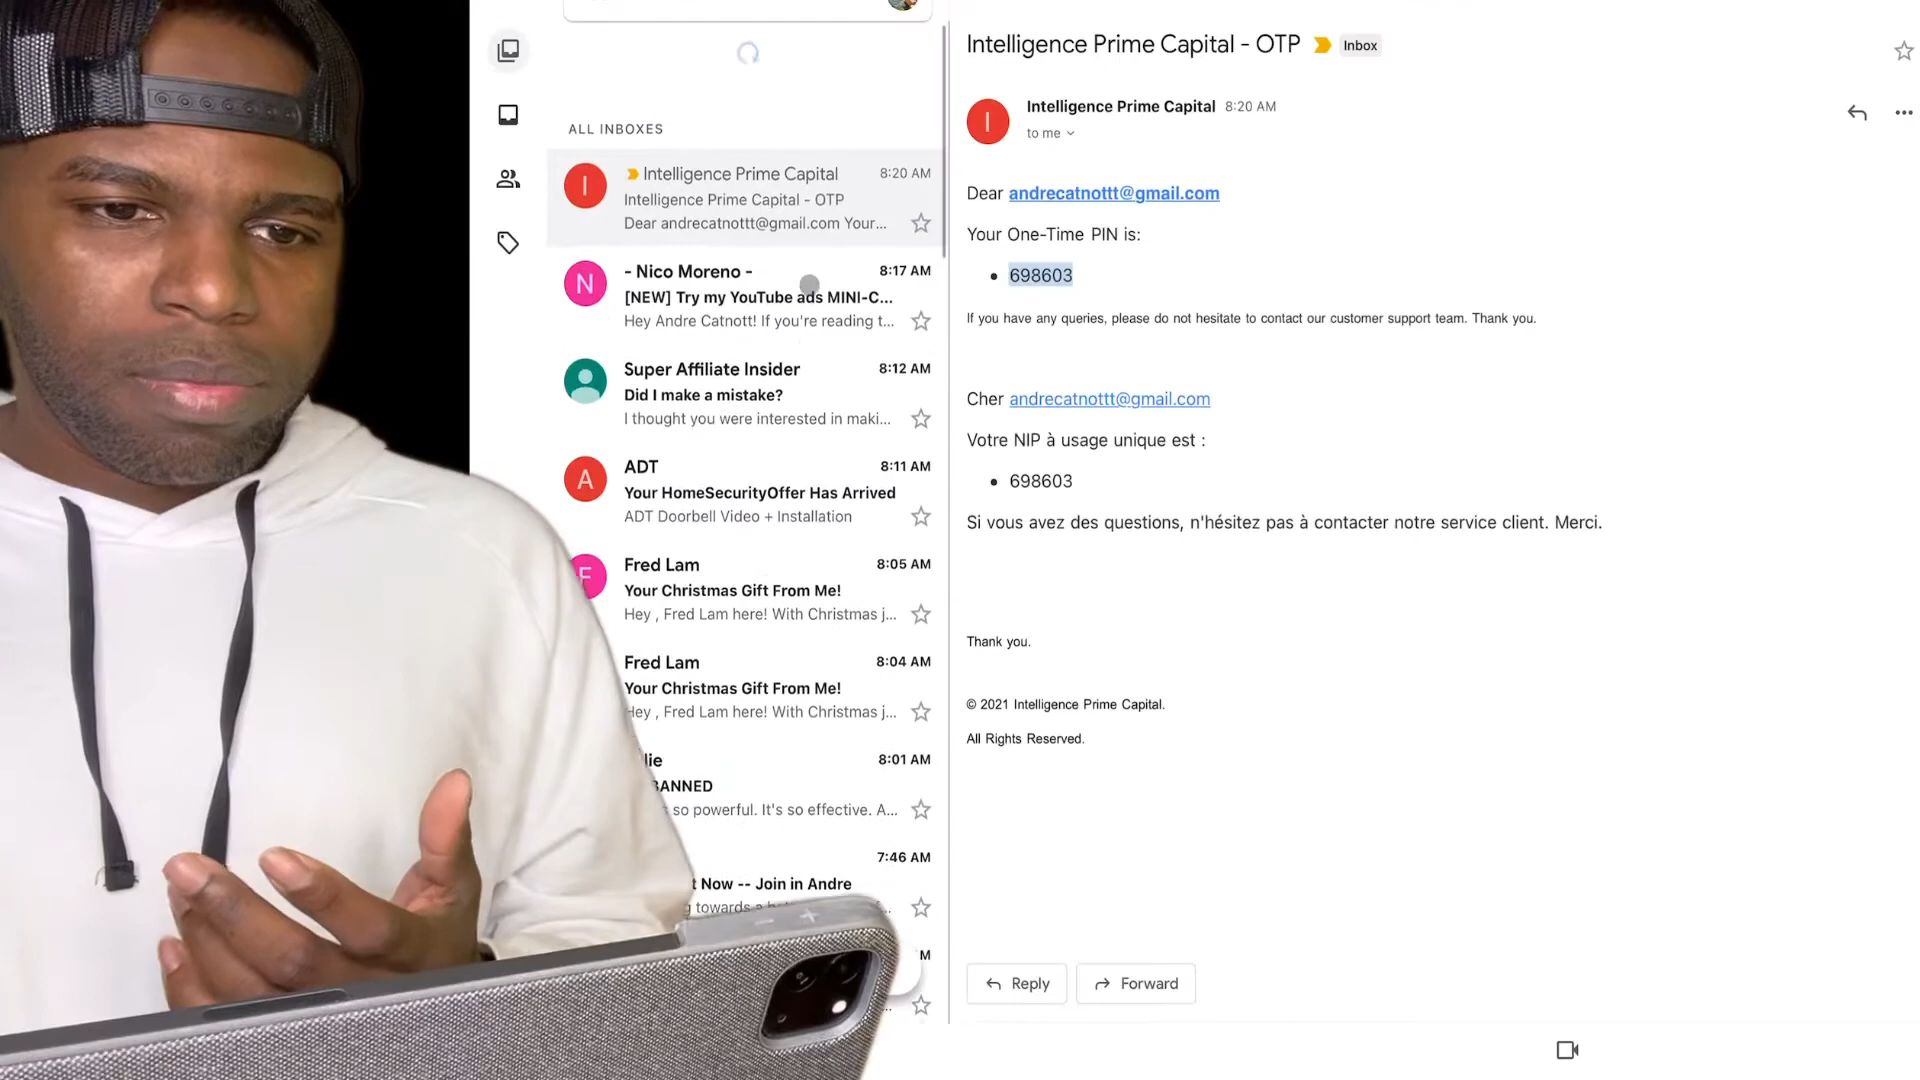 ALL INBOXES
Intelligence Prime Capital 8:20 AM
Intelligence Prime Capital - OTP
Dear andrecatnottt@gmail.com Your...
N
- Nico Moreno - 8:17 AM
[NEW] Try my YouTube ads MINI-C...
Hey Andre Catnott! If you're reading t...
Super Affiliate Insider 8:12 AM
Did I make a mistake?
I thought you were interested in maki...
A
ADT 8:11 AM
Your HomeSecurityOffer Has Arrived
ADT Doorbell Video + Installation
F
Fred Lam 8:05 AM
Your Christmas Gift From Me!
Hey , Fred Lam here! With Christmas j...
Fred Lam 8:04 AM
Your Christmas Gift From Me!
Hey , Fred Lam here! With Christmas j...
lie 8:01 AM
BANNED
so powerful. It's so effective. A...
7:46 AM
t Now -- Join in Andre
g towards a
M
Intelligence Prime Capital - OTP Inbox
I
Intelligence Prime Capital 8:20 AM
to me
Dear andrecatnottt@gmail.com
Your One-Time PIN is:
• 698603
If you have any queries, please do not hesitate to contact our customer support team. Thank you.
Cher andrecatnottt@gmail.com
Votre NIP à usage unique est :
• 698603
Si vous avez des questions, n'hésitez pas à contacter notre service client. Merci.
Thank you.
© 2021 Intelligence Prime Capital.
All Rights Reserved.
Reply Forward